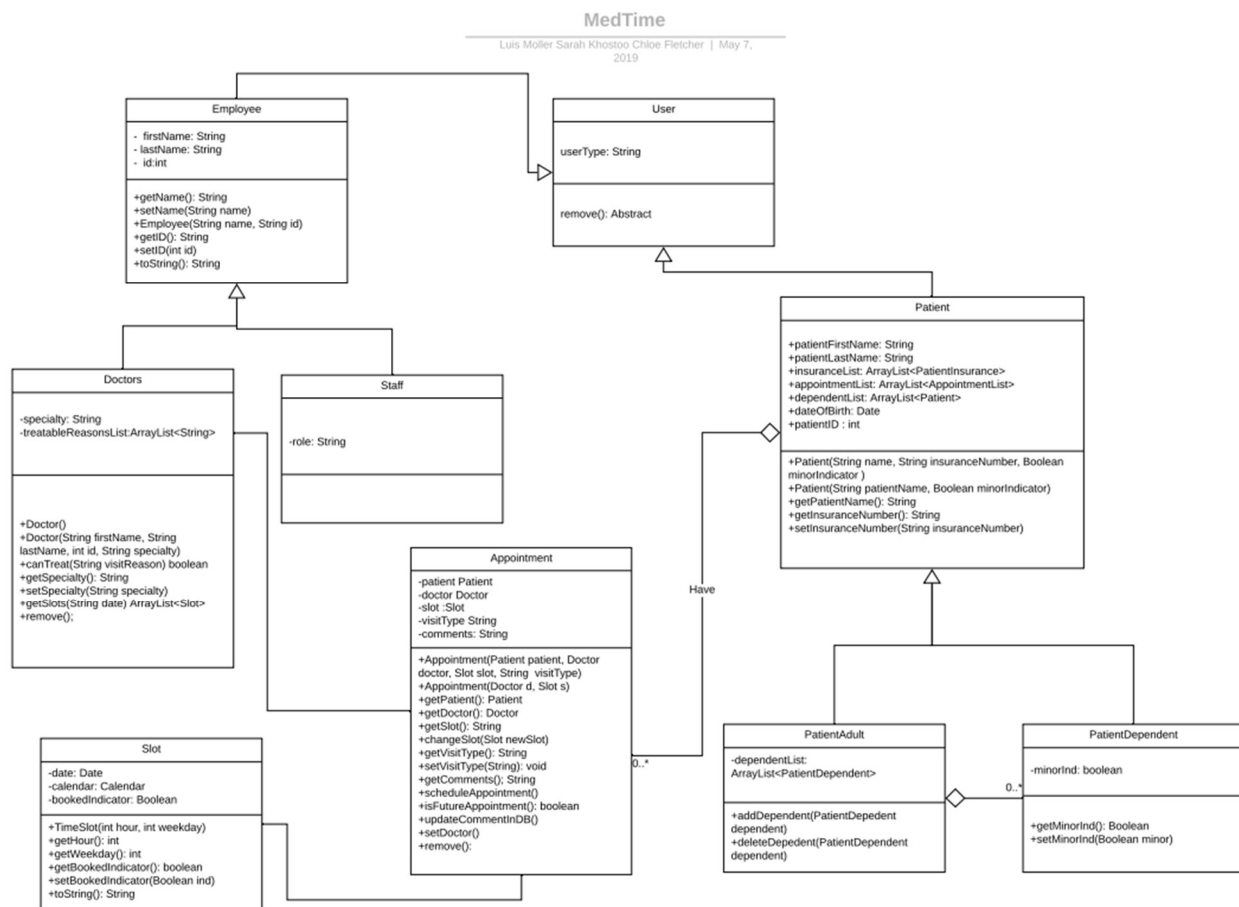 MedTime
Luis Moller Sarah Khostoo Chloe Fletcher | May 7,
2019
Employee
- firstName: String
- lastName: String
- id:int
+getName(): String
+setName(String name)
+Employee(String name, String id)
+getID(): String
+setID(int id)
+toString(): String
User
userType: String
remove(): Abstract
Patient
+patientFirstName: String
+patientLastName: String
+insuranceList: ArrayList<PatientInsurance>
+appointmentList: ArrayList<AppointmentList>
+dependentList: ArrayList<Patient>
+dateOfBirth: Date
+patientID : int
+Patient(String name, String insuranceNumber, Boolean
minorIndicator )
+Patient(String patientName, Boolean minorIndicator)
+getPatientName(): String
+getInsuranceNumber(): String
+setInsuranceNumber(String insuranceNumber)
Doctors
-specialty: String
-treatableReasonsList:ArrayList<String>
+Doctor()
+Doctor(String firstName, String
lastName, int id, String specialty)
+canTreat(String visitReason) boolean
+getSpecialty(): String
+setSpecialty(String specialty)
+getSlots(String date) ArrayList<Slot>
+remove();
Staff
-role: String
Appointment
-patient Patient
-doctor Doctor
-slot :Slot
-visitType String
-comments: String
+Appointment(Patient patient, Doctor
doctor, Slot slot, String visitType)
+Appointment(Doctor d, Slot s)
+getPatient(): Patient
+getDoctor(): Doctor
+getSlot(): String
+changeSlot(Slot newSlot)
+getVisitType(): String
+setVisitType(String): void
+getComments(); String
+scheduleAppointment()
+isFutureAppointment(): boolean
+updateCommentInDB()
+setDoctor()
+remove():
Have
0..*
Slot
-date: Date
-calendar: Calendar
-bookedIndicator: Boolean
+TimeSlot(int hour, int weekday)
+getHour(): int
+getWeekday(): int
+getBookedIndicator(): boolean
+setBookedIndicator(Boolean ind)
+toString(): String
PatientAdult
-dependentList:
ArrayList<PatientDependent>
+addDependent(PatientDepedent
dependent)
+deleteDepedent(PatientDependent
dependent)
0..*
PatientDependent
-minorInd: boolean
+getMinorInd(): Boolean
+setMinorInd(Boolean minor)